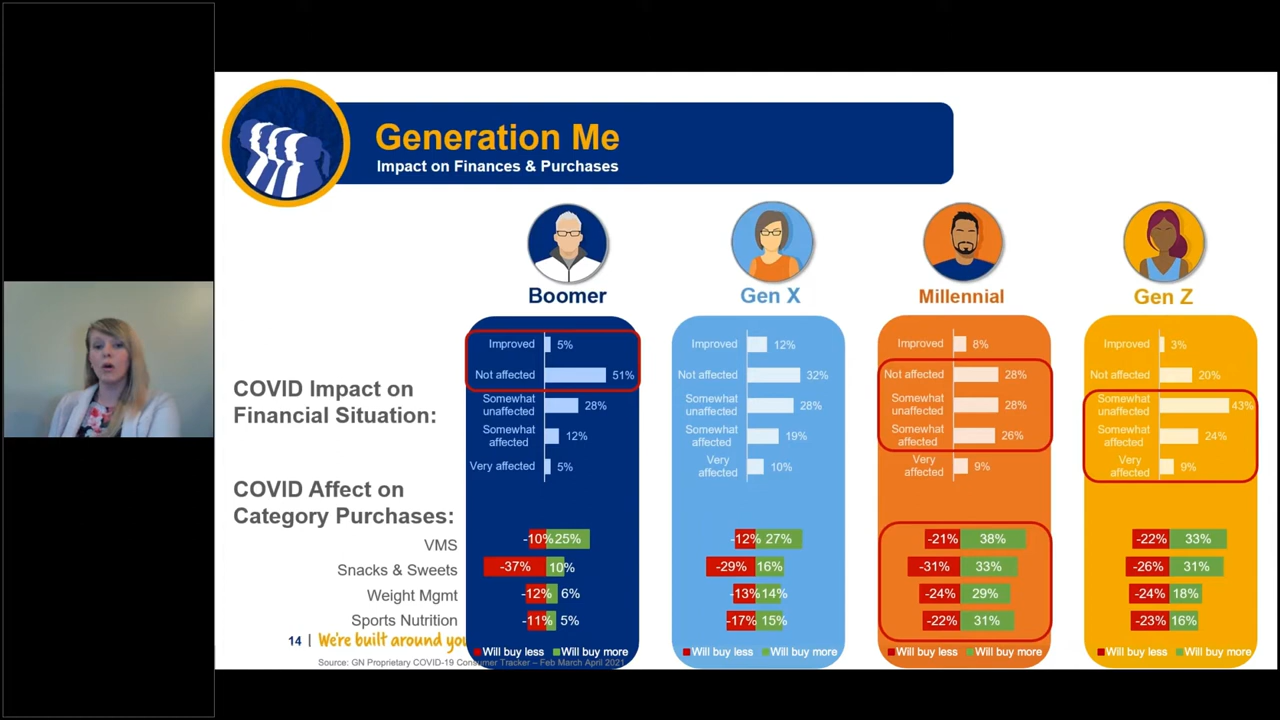 Generation Me
Impact on Finances & Purchases
Boomer
Gen X
Millennial
Gen Z
COVID Impact on
Financial Situation:
Improved 5%
Not affected 51%
Somewhat
unaffected 28%
Somewhat
affected 12%
Very affected 5%
Improved 12%
Not affected 32%
Somewhat
unaffected 28%
Somewhat
affected 19%
Very
affected 10%
Improved 8%
Not affected 28%
Somewhat
unaffected 28%
Somewhat
affected 26%
Very
affected 9%
Improved 3%
Not affected 20%
Somewhat
unaffected 43%
Somewhat
affected 24%
Very
affected 9%
COVID Affect on
Category Purchases:
VMS -10% 25% -12% 27% -21% 38% -22% 33%
Snacks & Sweets -37% 10% -29% 16% -31% 33% -26% 31%
Weight Mgmt -12% 6% -13% 14% -24% 29% -24% 18%
Sports Nutrition -11% 5% -17% 15% -22% 31% -23% 16%
14 | We're built around you
Will buy less Will buy more Will buy less Will buy more Will buy less Will buy more Will buy less Will buy more
Source: GN Proprietary COVID-19 Consumer Tracker – Feb March April 2021